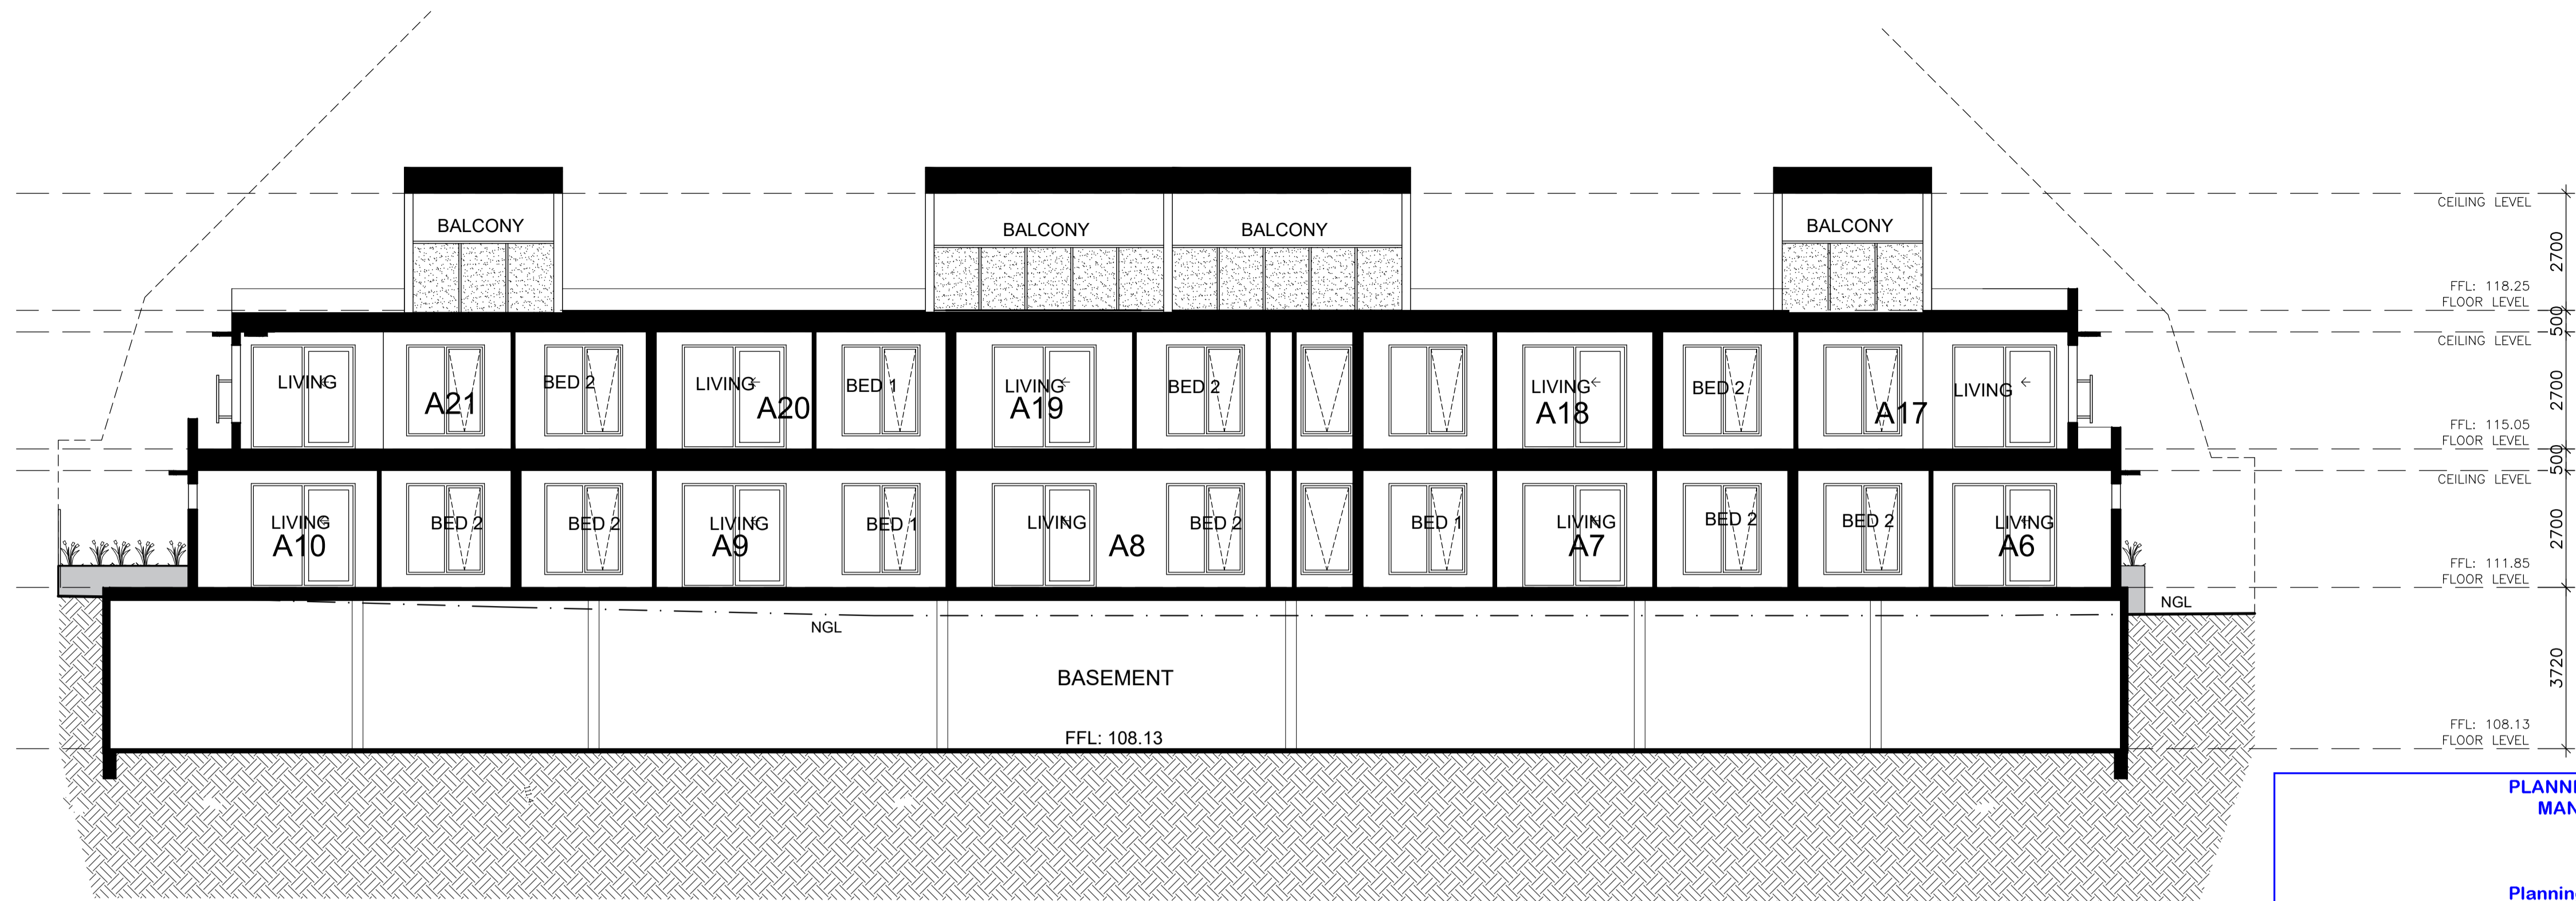 CEILING LEVEL
BALCONY
BALCONY
BALCONY
BALCONY
2700
FFL: 118.25
FLOOR LEVEL
500
CEILING LEVEL
LIVING
A21
BED 2
LIVING
A20
BED 1
LIVING
A19
BED 2
LIVING
A18
BED 2
A17
LIVING
2700
FFL: 115.05
FLOOR LEVEL
500
CEILING LEVEL
LIVING
A10
BED 2
BED 2
LIVING
A9
BED 1
LIVING
A8
BED 2
BED 1
LIVING
A7
BED 2
BED 2
LIVING
A6
2700
FFL: 111.85
FLOOR LEVEL
NGL
NGL
BASEMENT
3720
FFL: 108.13
FFL: 108.13
FLOOR LEVEL